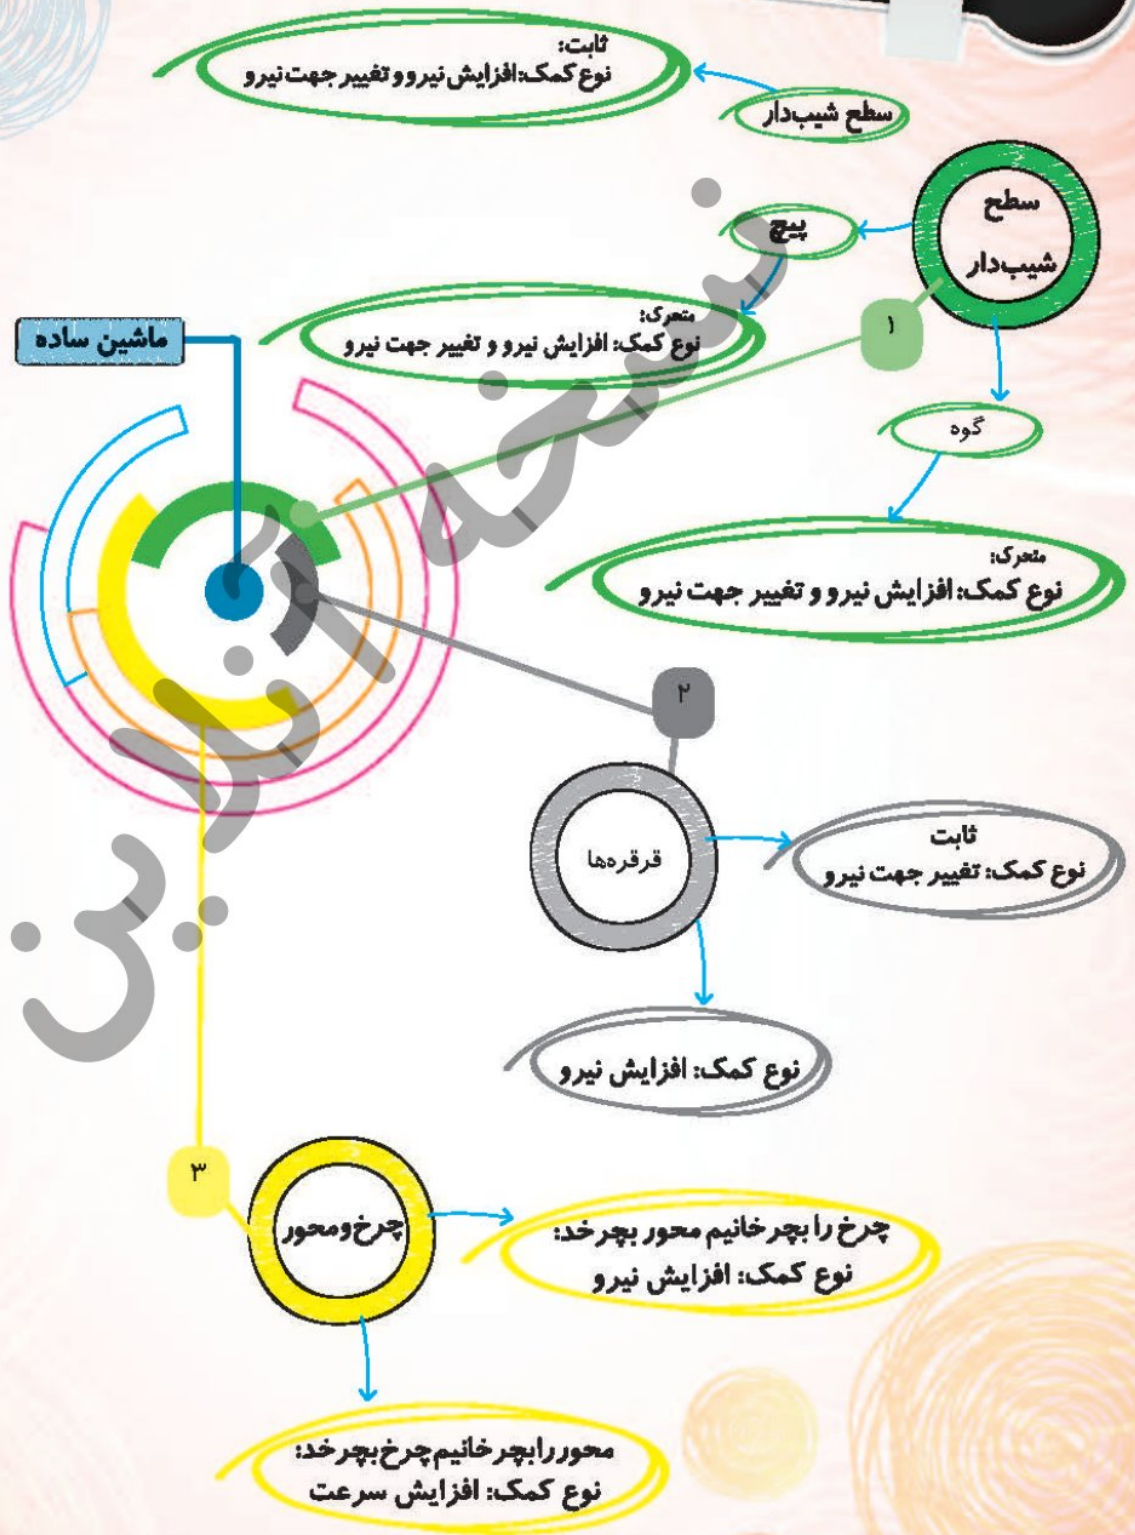 ثابت:
نوع کمک:افزایش نیرو و تغییر جهت نیرو
سطح شیب‌دار
سطح
شیب‌دار
پیچ
۱
متحرک:
نوع کمک: افزایش نیرو و تغییر جهت نیرو
ماشین ساده
گوه
متحرک:
نوع کمک: افزایش نیرو و تغییر جهت نیرو
۲
قرقره‌ها
ثابت
نوع کمک: تغییر جهت نیرو
نوع کمک: افزایش نیرو
۳
چرخ و محور
چرخ را بچرخانیم محور بچرخد:
نوع کمک: افزایش نیرو
محور را بچرخانیم چرخ بچرخد:
نوع کمک: افزایش سرعت
نسخه آنلاین